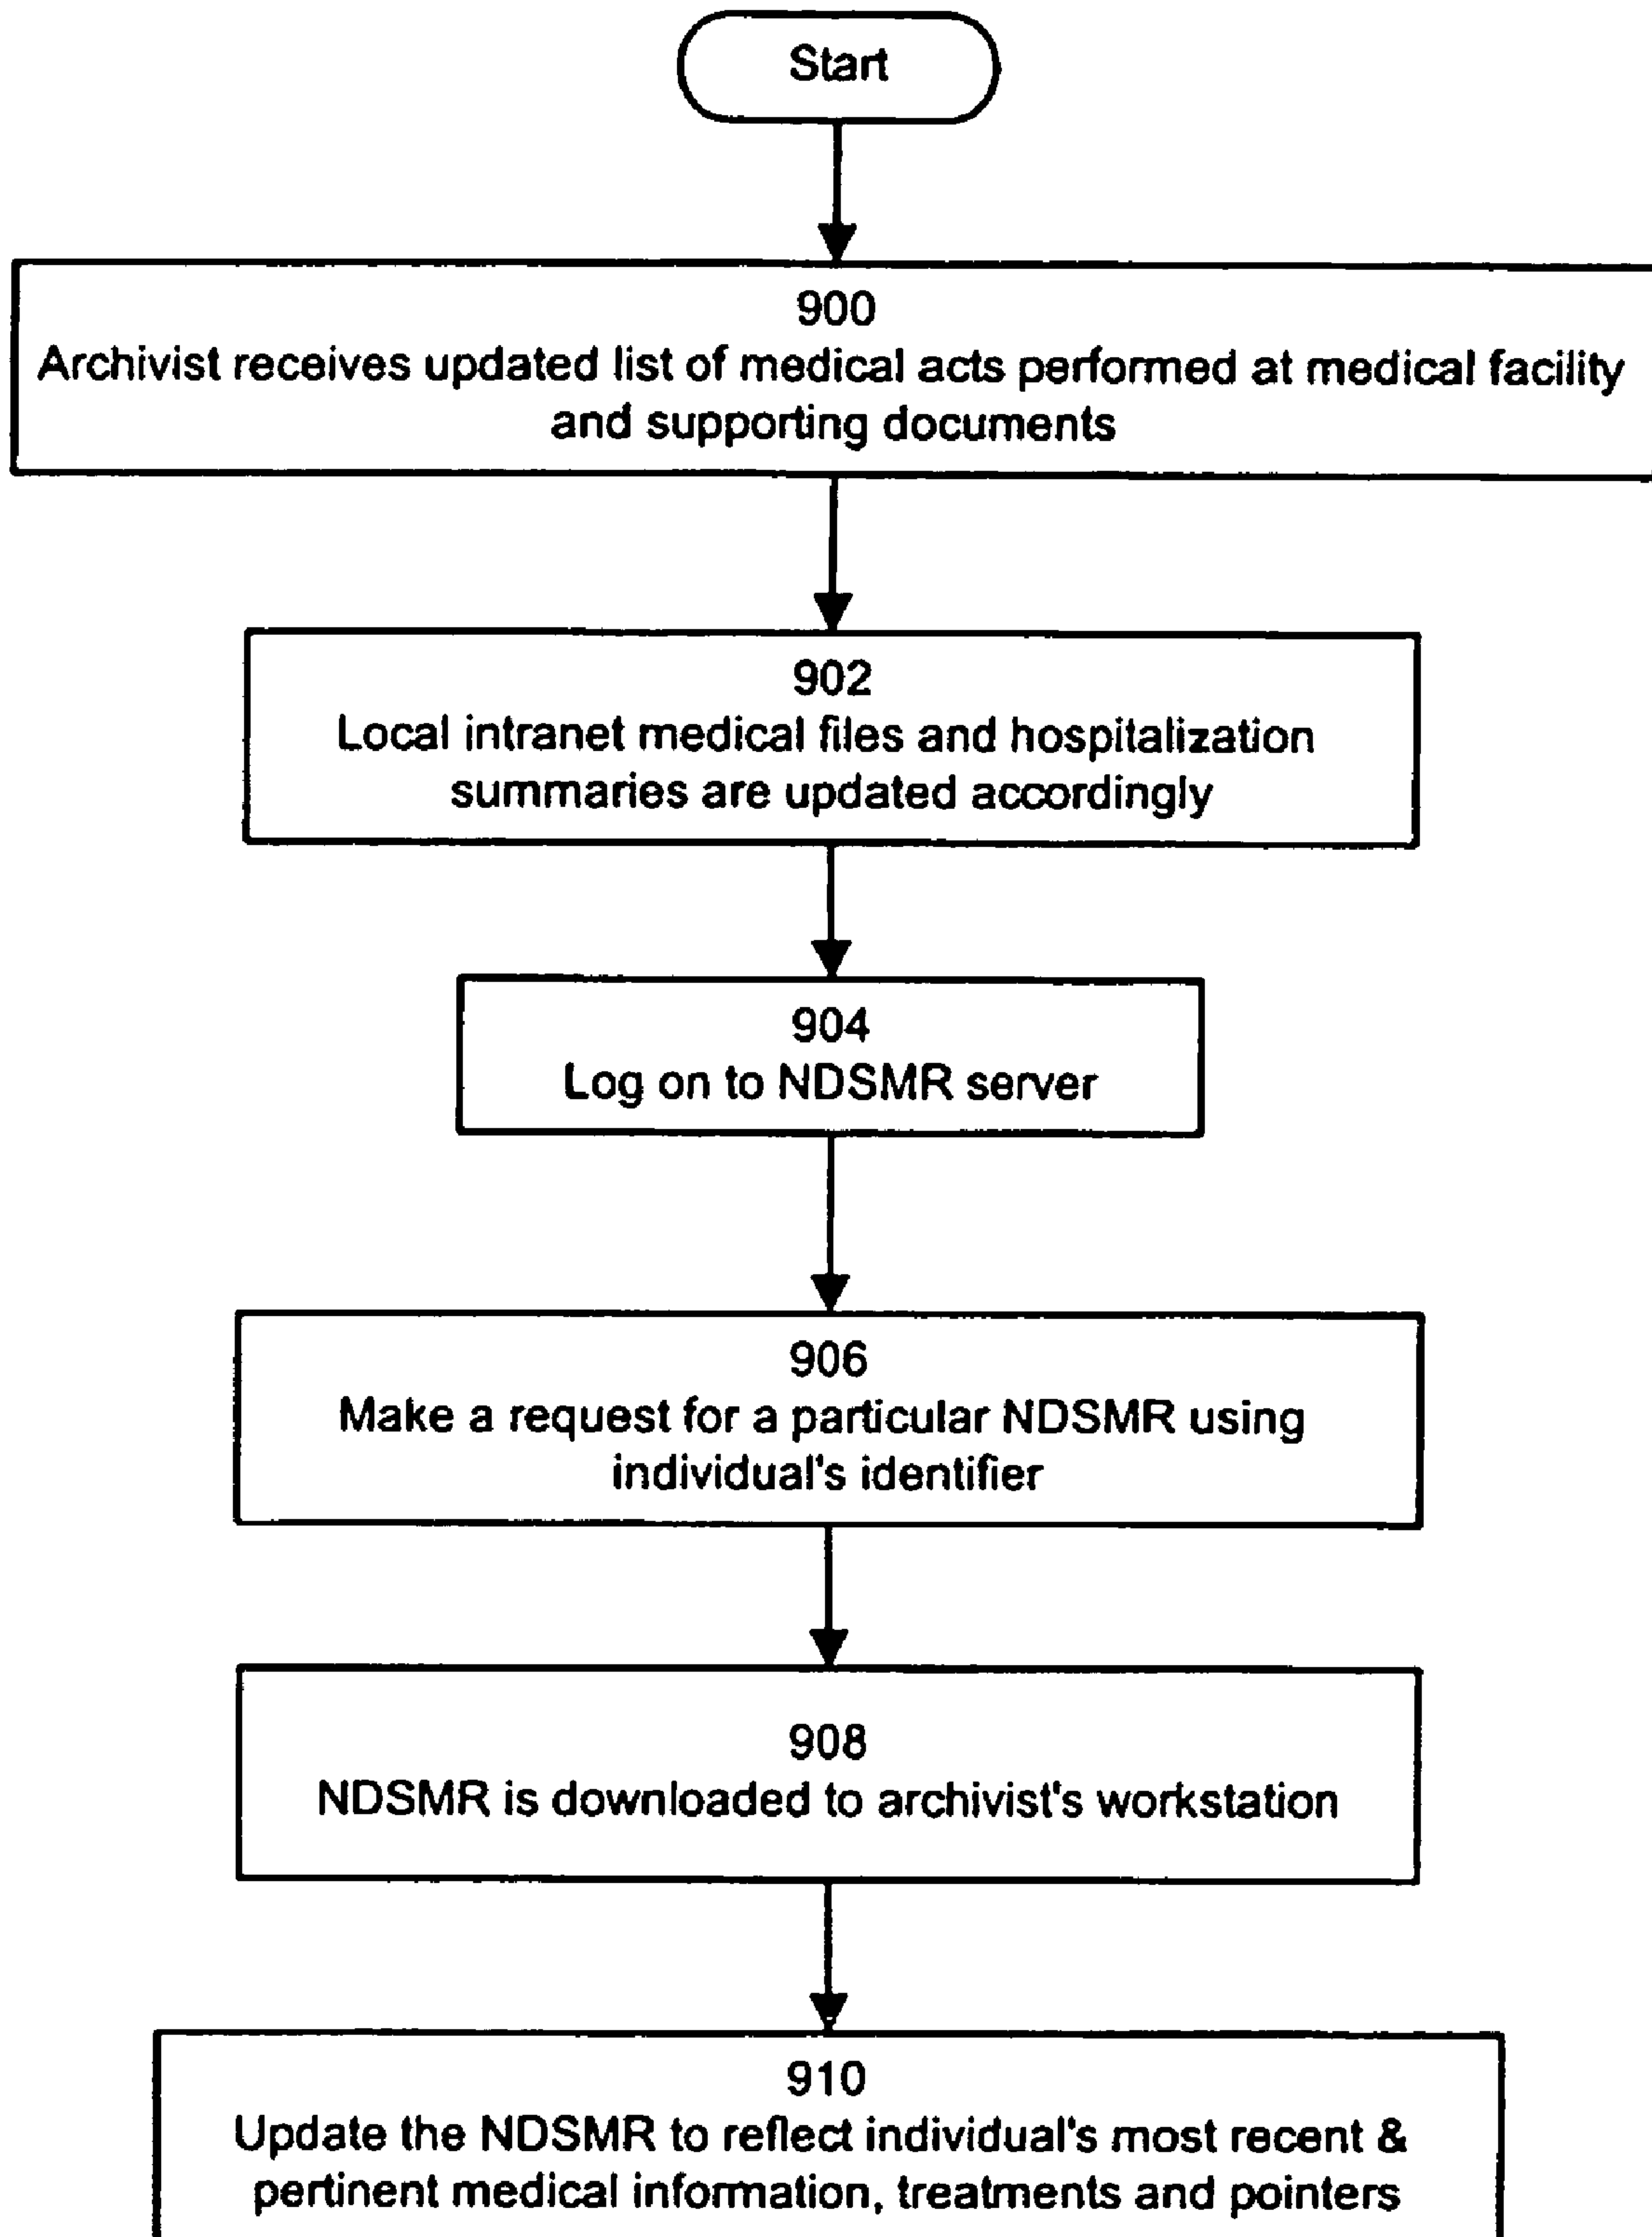 Start
900
Archivist receives updated list of medical acts performed at medical facility
and supporting documents
902
Local intranet medical files and hospitalization
summaries are updated accordingly
904
Log on to NDSMR server
906
Make a request for a particular NDSMR using
individual's identifier
908
NDSMR is downloaded to archivist's workstation
910
Update the NDSMR to reflect individual's most recent &
pertinent medical information, treatments and pointers